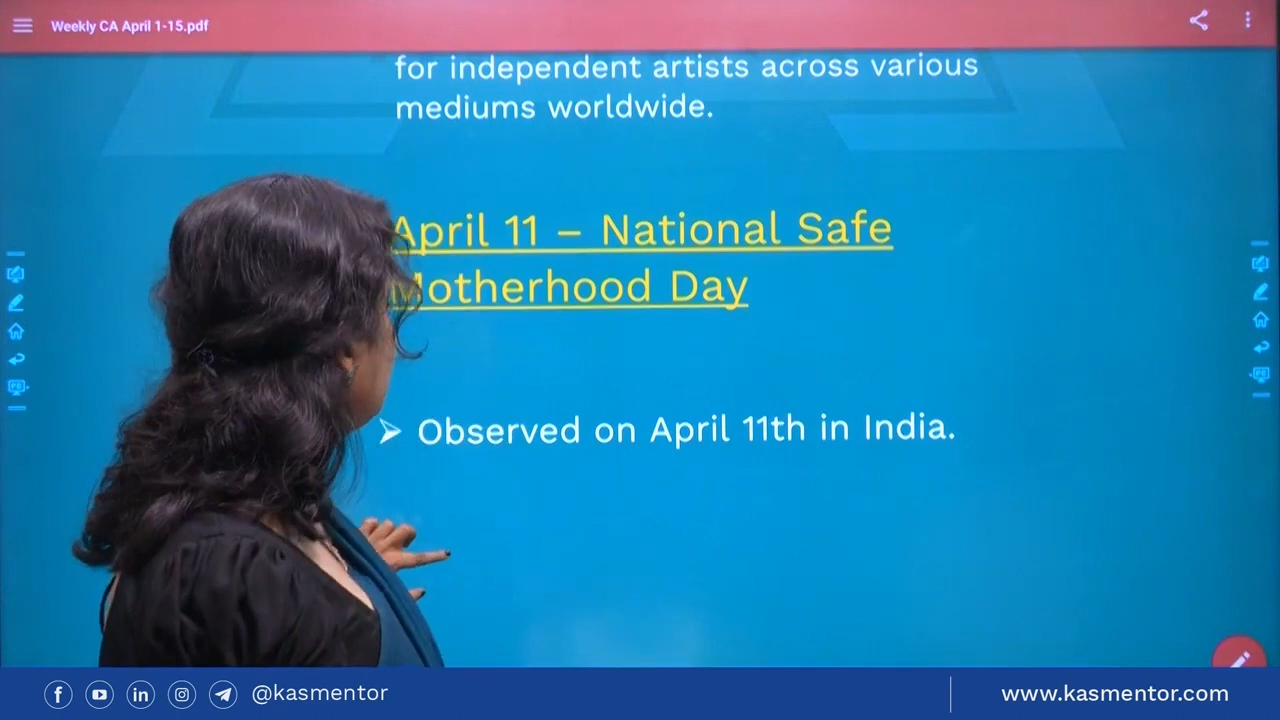 Weekly CA April 1-15.pdf
for independent artists across various
mediums worldwide.
April 11 – National Safe
Motherhood Day
➢ Observed on April 11th in India.
@kasmentor
www.kasmentor.com